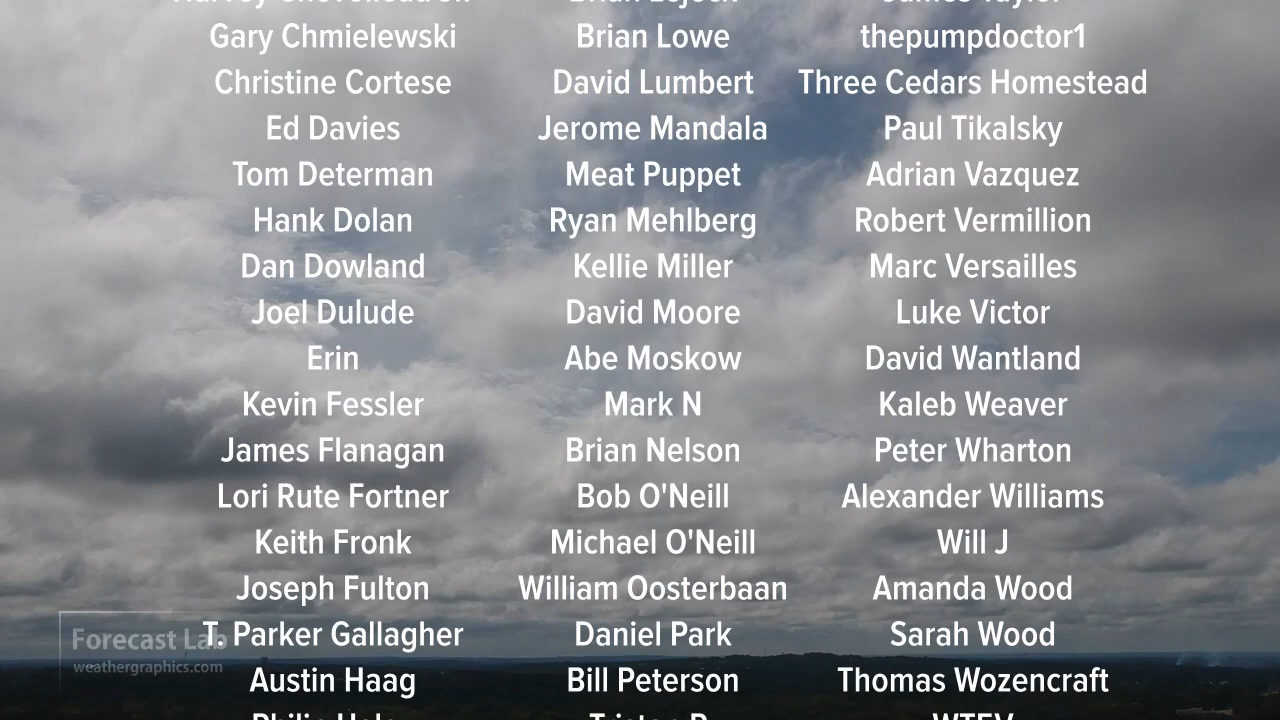 Gary Chmielewski
Christine Cortese
Ed Davies
Tom Determan
Hank Dolan
Dan Dowland
Joel Dulude
Erin
Kevin Fessler
James Flanagan
Lori Rute Fortner
Keith Fronk
Joseph Fulton
T. Parker Gallagher
Austin Haag
Brian Lowe
David Lumbert
Jerome Mandala
Meat Puppet
Ryan Mehlberg
Kellie Miller
David Moore
Abe Moskow
Mark N
Brian Nelson
Bob O'Neill
Michael O'Neill
William Oosterbaan
Daniel Park
Bill Peterson
James Taylor
thepumpdoctor1
Three Cedars Homestead
Paul Tikalsky
Adrian Vazquez
Robert Vermillion
Marc Versailles
Luke Victor
David Wantland
Kaleb Weaver
Peter Wharton
Alexander Williams
Will J
Amanda Wood
Sarah Wood
Thomas Wozencraft
Forecast Lab
weathergraphics.com